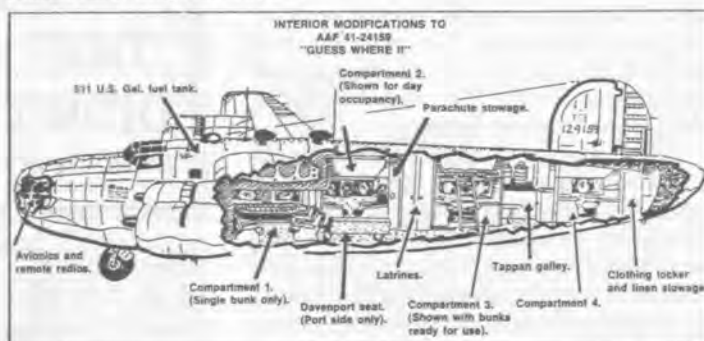 INTERIOR MODIFICATIONS TO
AAF 41-24159
"GUESS WHERE II"
511 U.S. Gal. fuel tank.
Compartment 2.
(Shown for day
occupancy).
Parachute stowage.
124159
Avionics and
remote redios.
Compartment 1.
(Single bunk only).
Davenport seat.
(Port side only).
Latrines.
Compartment 3.
(Shown with bunks
ready for use).
Tappan galley.
Compartment 4.
Clothing locker
and linen stowage